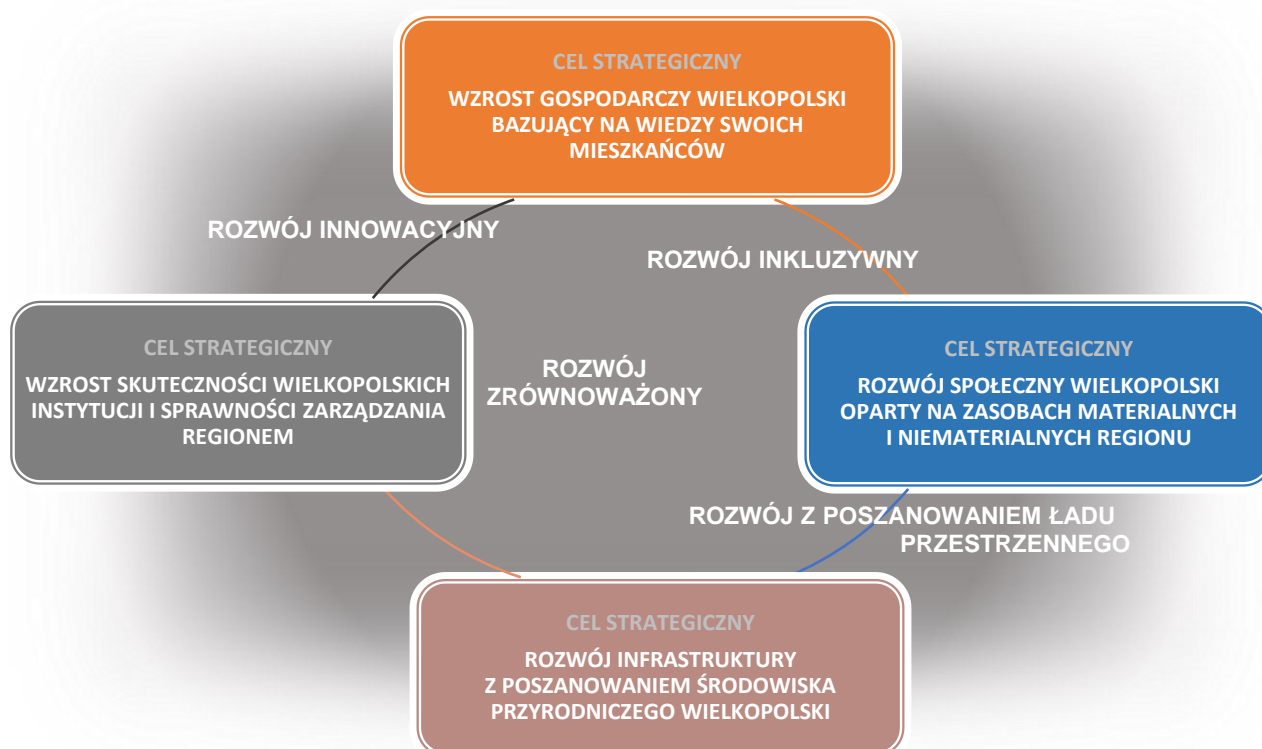 CEL STRATEGICZNY
WZROST GOSPODARCZY WIELKOPOLSKI
BAZUJĄCY NA WIEDZY SWOICH
MIESZKAŃCÓW
ROZWÓJ INNOWACYJNY
ROZWÓJ INKLUZYWNY
CEL STRATEGICZNY
WZROST SKUTECZNOŚCI WIELKOPOLSKICH
INSTYTUCJI I SPRAWNOŚCI ZARZĄDZANIA
REGIONEM
ROZWÓJ
ZRÓWNOWAŻONY
CEL STRATEGICZNY
ROZWÓJ SPOŁECZNY WIELKOPOLSKI
OPARTY NA ZASOBACH MATERIALNYCH
I NIEMATERIALNYCH REGIONU
ROZWÓJ Z POSZANOWANIEM ŁADU
PRZESTRZENNEGO
CEL STRATEGICZNY
ROZWÓJ INFRASTRUKTURY
Z POSZANOWANIEM ŚRODOWISKA
PRZYRODNICZEGO WIELKOPOLSKI